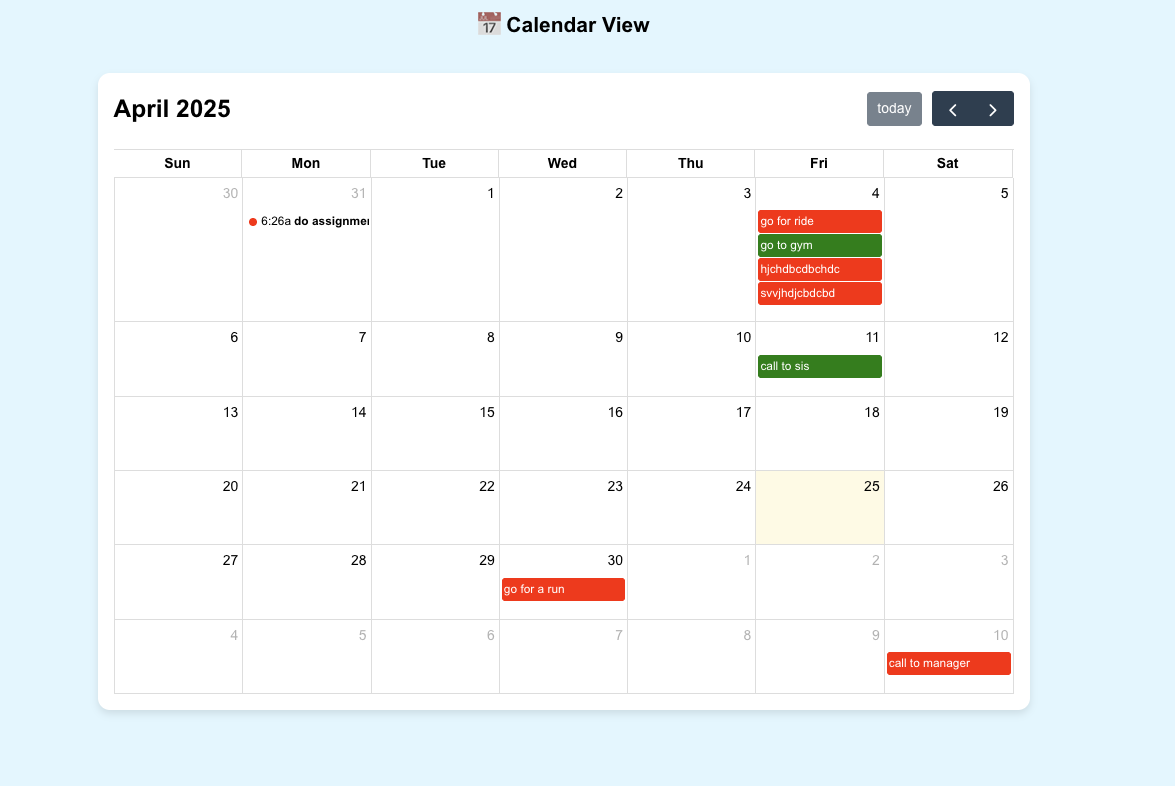 17 Calendar View
April 2025
today
Sun Mon Tue Wed Thu Fri Sat
30 31 1 2 3 4 5
6:26a do assignmen
go for ride
go to gym
hjchdbcdbchdc
svvjhdjcbdcbd
6 7 8 9 10 11 12
call to sis
13 14 15 16 17 18 19
20 21 22 23 24 25 26
27 28 29 30 1 2 3
go for a run
4 5 6 7 8 9 10
call to manager